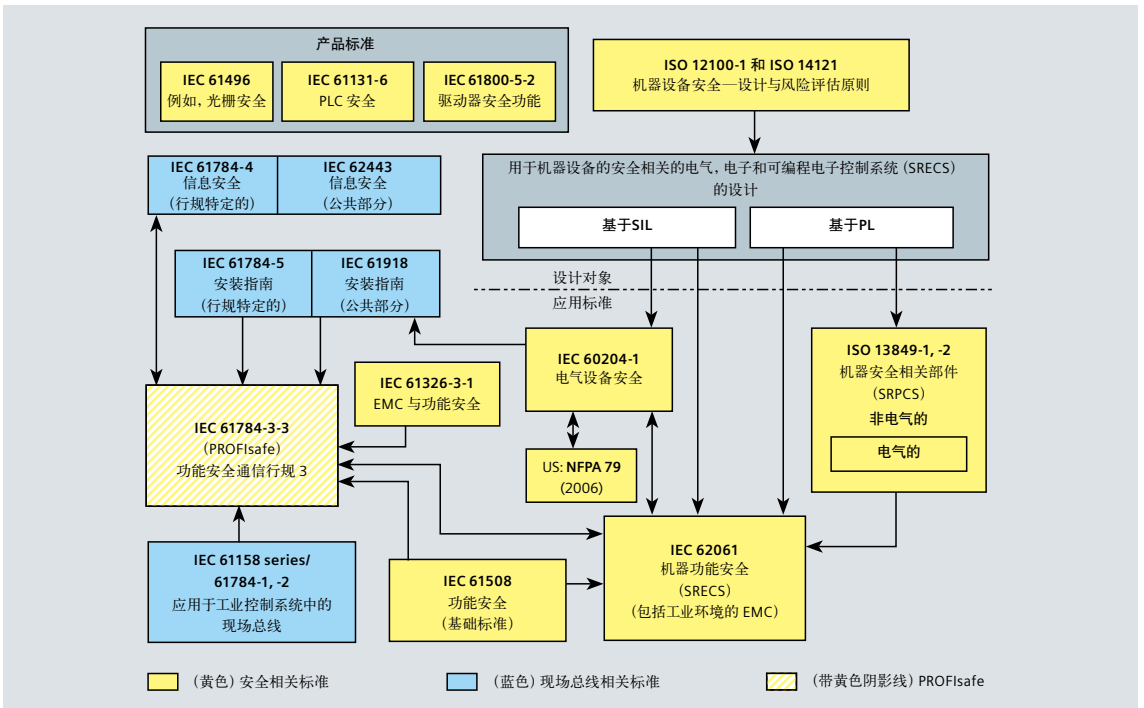 产品标准
IEC 61496
例如, 光栅安全
IEC 61131-6
PLC 安全
IEC 61800-5-2
驱动器安全功能
ISO 12100-1 和 ISO 14121
机器设备安全—设计与风险评估原则
IEC 61784-4
信息安全
(行规特定的)
IEC 62443
信息安全
(公共部分)
用于机器设备的安全相关的电气, 电子和可编程电子控制系统 (SRECS)
的设计
基于SIL
基于PL
IEC 61784-5
安装指南
(行规特定的)
IEC 61918
安装指南
(公共部分)
设计对象
应用标准
IEC 60204-1
电气设备安全
ISO 13849-1, -2
机器安全相关部件
(SRPCS)
非电气的
电气的
IEC 61326-3-1
EMC 与功能安全
IEC 61784-3-3
(PROFIsafe)
功能安全通信行规 3
US: NFPA 79
(2006)
IEC 61158 series/
61784-1, -2
应用于工业控制系统中的
现场总线
IEC 61508
功能安全
(基础标准)
IEC 62061
机器功能安全
(SRECS)
(包括工业环境的 EMC)
(黄色) 安全相关标准
(蓝色) 现场总线相关标准
(带黄色阴影线) PROFIsafe